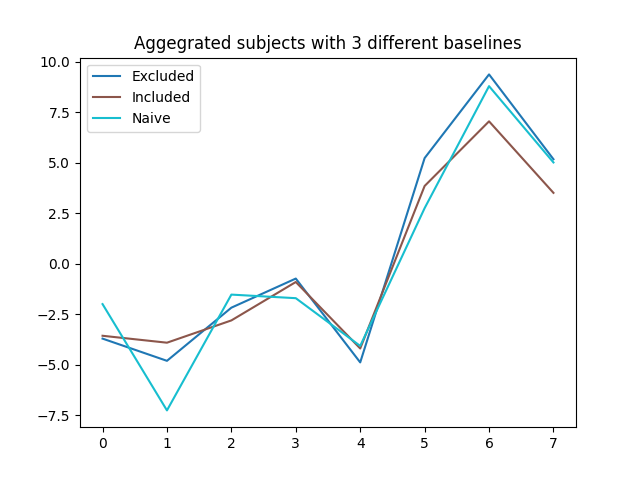 Aggegrated subjects with 3 different baselines
10.0
7.5
5.0
2.5
0.0
−2.5
−5.0
−7.5
Excluded
Included
Naive
0 1 2 3 4 5 6 7